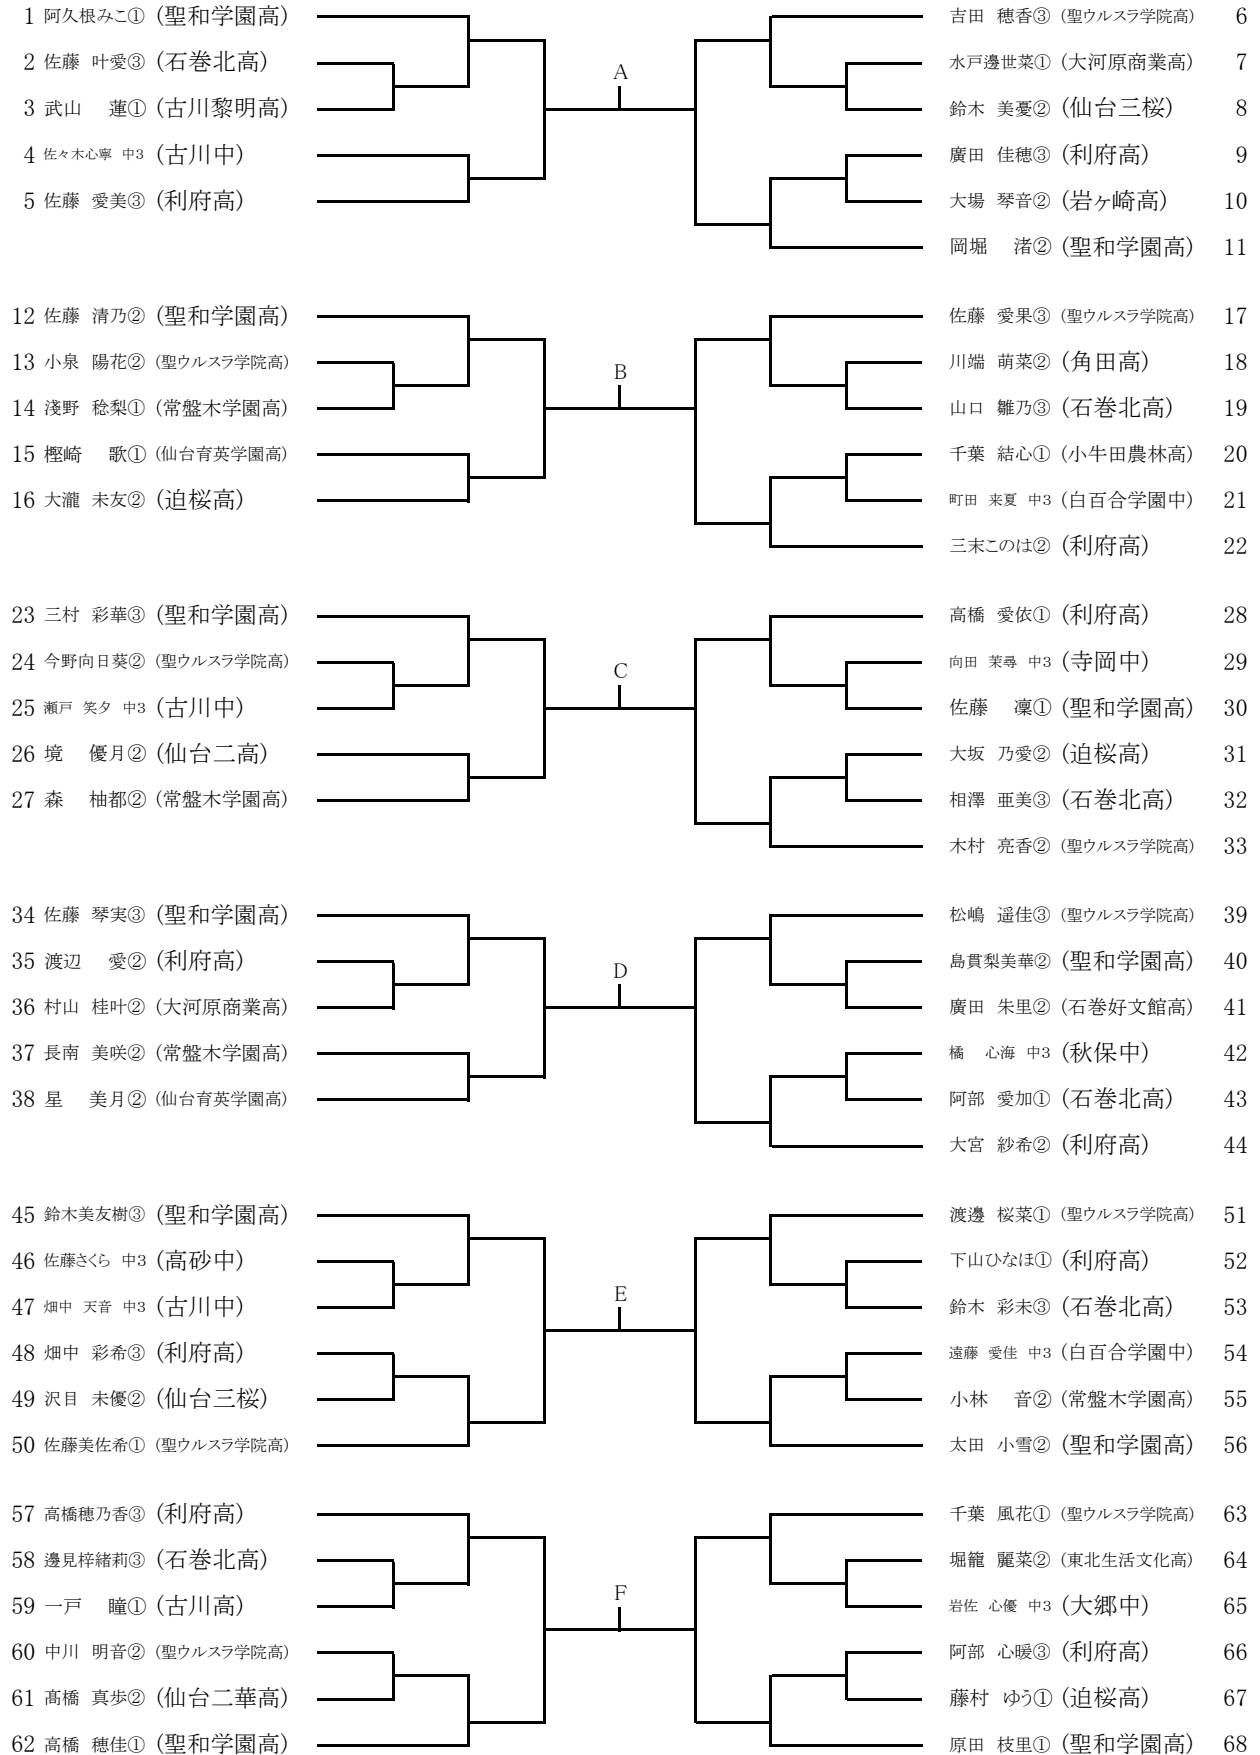 1 阿久根みこ① (聖和学園高)
2 佐藤 叶愛③ (石巻北高)
3 武山 蓮① (古川黎明高)
4 佐々木心寧 中3 (古川中)
5 佐藤 愛美③ (利府高)
A
吉田 穂香③ (聖ウルスラ学院高) 6
水戸邊世菜① (大河原商業高) 7
鈴木 美憂② (仙台三桜) 8
廣田 佳穂③ (利府高) 9
大場 琴音② (岩ヶ崎高) 10
岡堀 渚② (聖和学園高) 11
12 佐藤 清乃② (聖和学園高)
13 小泉 陽花② (聖ウルスラ学院高)
14 淺野 稔梨① (常盤木学園高)
15 樫崎 歌① (仙台育英学園高)
16 大瀧 未友② (迫桜高)
B
佐藤 愛果③ (聖ウルスラ学院高) 17
川端 萌菜② (角田高) 18
山口 雛乃③ (石巻北高) 19
千葉 結心① (小牛田農林高) 20
町田 来夏 中3 (白百合学園中) 21
三末このは② (利府高) 22
23 三村 彩華③ (聖和学園高)
24 今野向日葵② (聖ウルスラ学院高)
25 瀬戸 笑夕 中3 (古川中)
26 境 優月② (仙台二高)
27 森 柚都② (常盤木学園高)
C
高橋 愛依① (利府高) 28
向田 茉尋 中3 (寺岡中) 29
佐藤 凜① (聖和学園高) 30
大坂 乃愛② (迫桜高) 31
相澤 亜美③ (石巻北高) 32
木村 亮香② (聖ウルスラ学院高) 33
34 佐藤 琴実③ (聖和学園高)
35 渡辺 愛② (利府高)
36 村山 桂叶② (大河原商業高)
37 長南 美咲② (常盤木学園高)
38 星 美月② (仙台育英学園高)
D
松嶋 遥佳③ (聖ウルスラ学院高) 39
島貫梨美華② (聖和学園高) 40
廣田 朱里② (石巻好文館高) 41
橘 心海 中3 (秋保中) 42
阿部 愛加① (石巻北高) 43
大宮 紗希② (利府高) 44
45 鈴木美友樹③ (聖和学園高)
46 佐藤さくら 中3 (高砂中)
47 畑中 天音 中3 (古川中)
48 畑中 彩希③ (利府高)
49 沢目 未優② (仙台三桜)
50 佐藤美佐希① (聖ウルスラ学院高)
E
渡邊 桜菜① (聖ウルスラ学院高) 51
下山ひなほ① (利府高) 52
鈴木 彩未③ (石巻北高) 53
遠藤 愛佳 中3 (白百合学園中) 54
小林 音② (常盤木学園高) 55
太田 小雪② (聖和学園高) 56
57 高橋穂乃香③ (利府高)
58 邊見梓緒莉③ (石巻北高)
59 一戸 瞳① (古川高)
60 中川 明音② (聖ウルスラ学院高)
61 髙橋 真歩② (仙台二華高)
62 高橋 穂佳① (聖和学園高)
F
千葉 風花① (聖ウルスラ学院高) 63
堀籠 麗菜② (東北生活文化高) 64
岩佐 心優 中3 (大郷中) 65
阿部 心暖③ (利府高) 66
藤村 ゆう① (迫桜高) 67
原田 枝里① (聖和学園高) 68